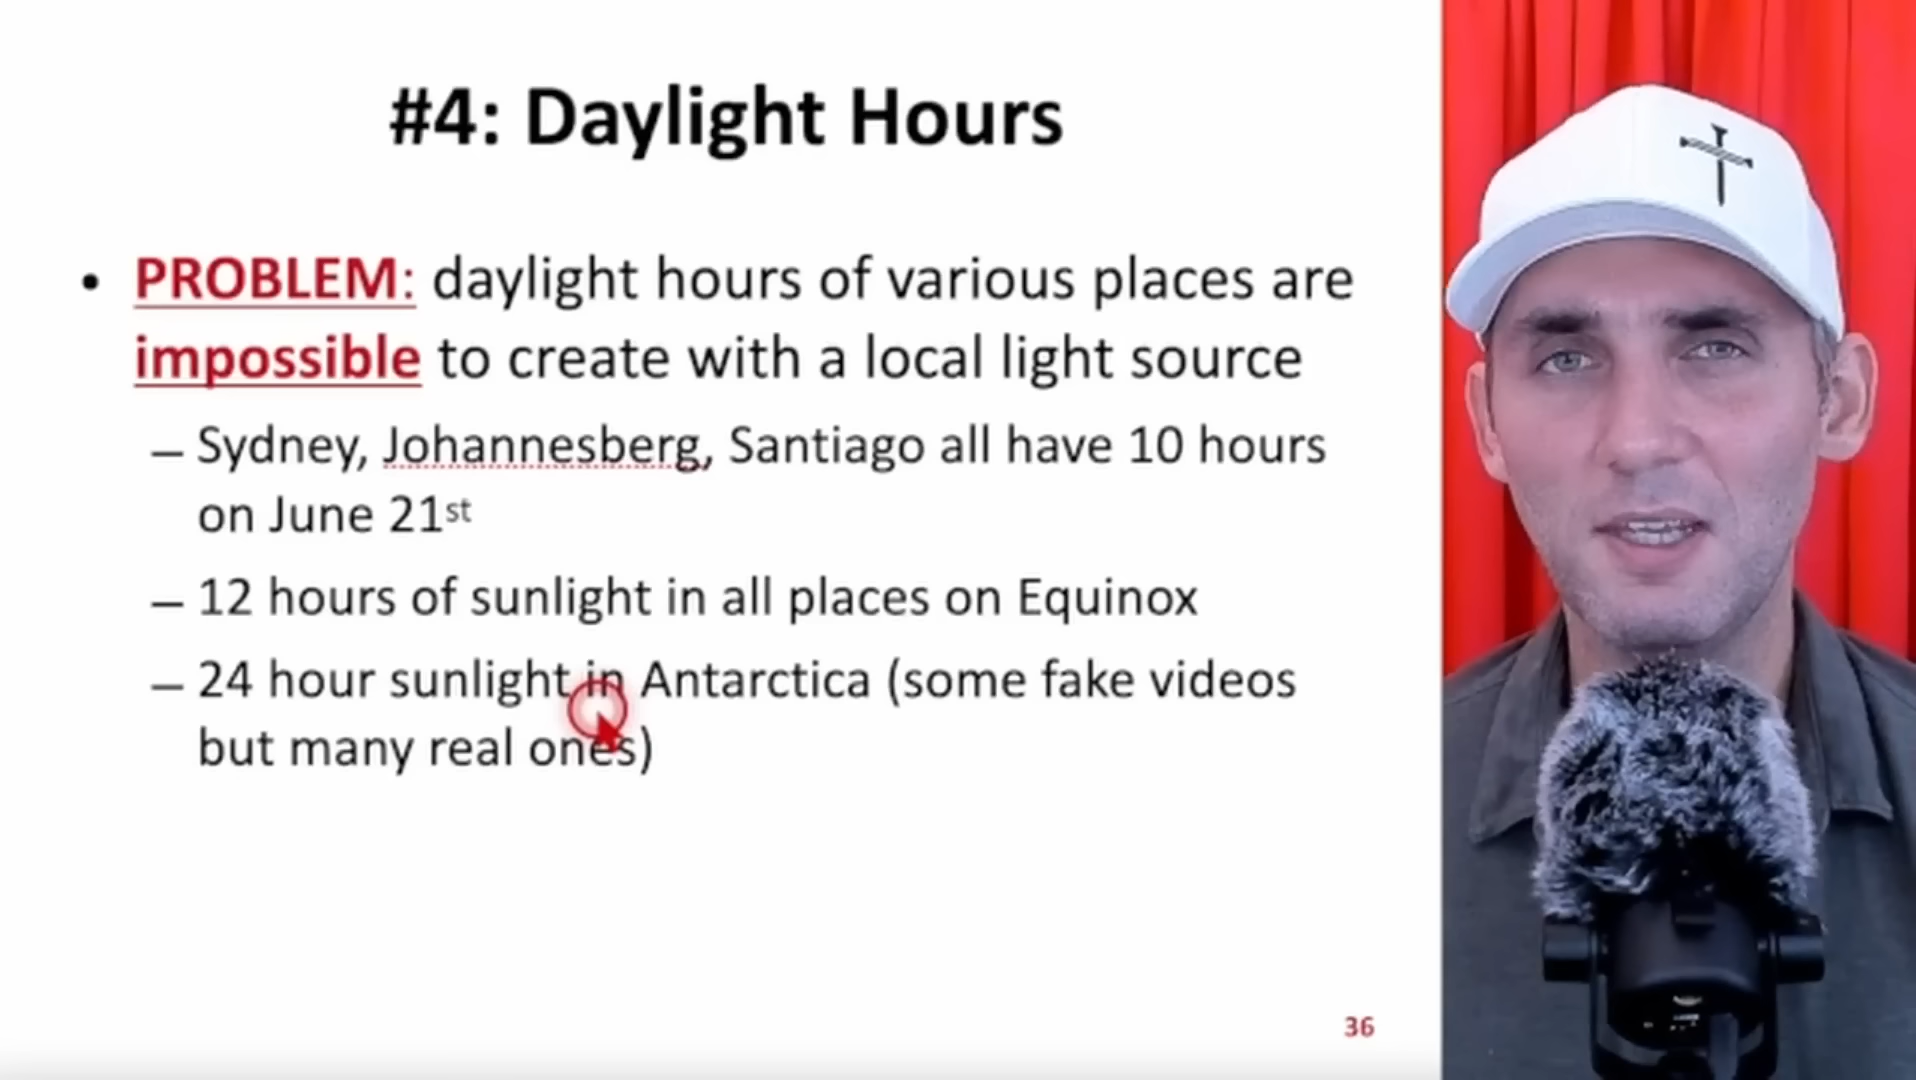 #4: Daylight Hours
• PROBLEM: daylight hours of various places are
impossible to create with a local light source
– Sydney, Johannesberg, Santiago all have 10 hours
on June 21st
– 12 hours of sunlight in all places on Equinox
– 24 hour sunlight in Antarctica (some fake videos
but many real ones)
36